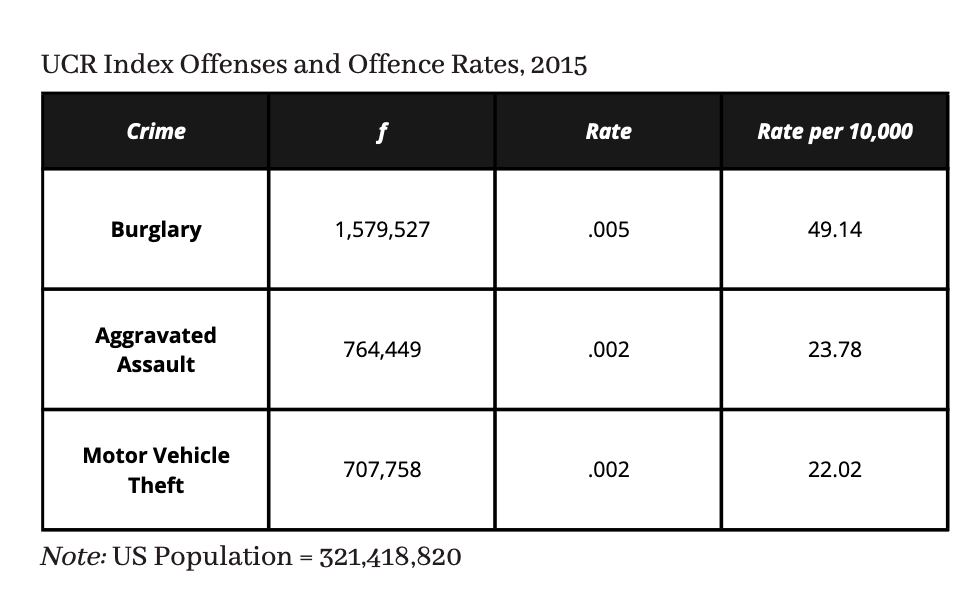 UCR Index Offenses and Offence Rates, 2015
Crime f Rate Rate per 10,000
Burglary 1,579,527 .005 49.14
Aggravated Assault 764,449 .002 23.78
Motor Vehicle Theft 707,758 .002 22.02
Note: US Population = 321,418,820